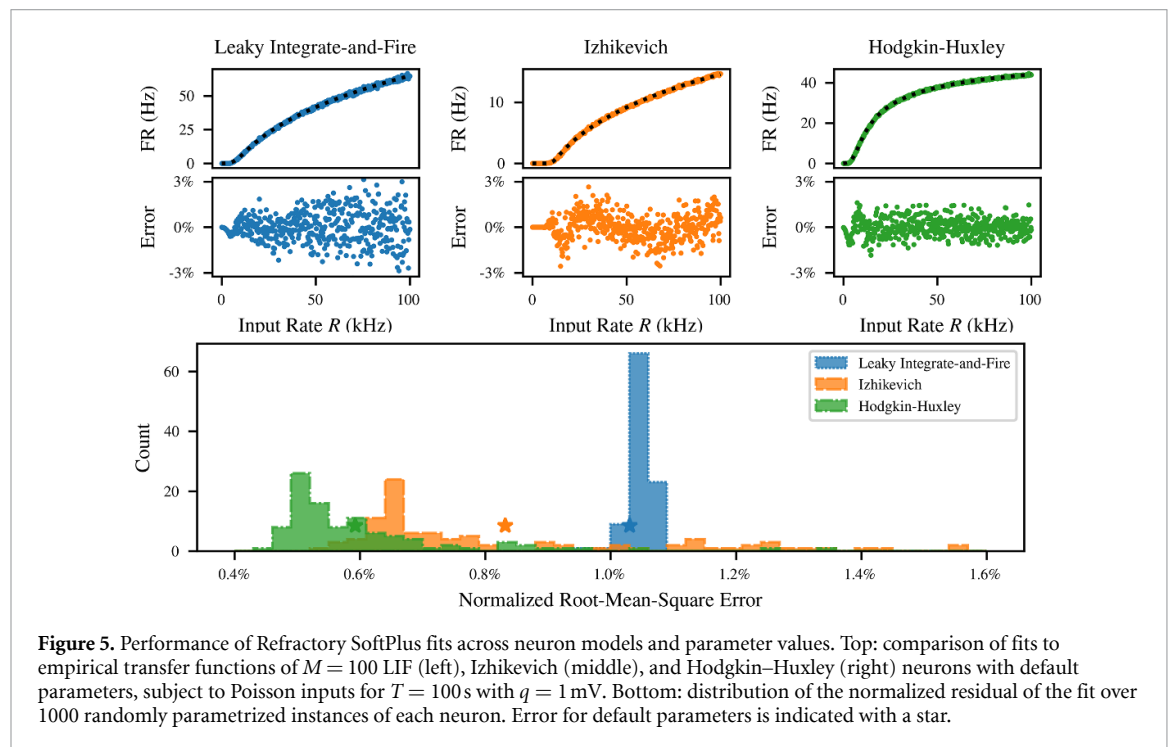 Leaky Integrate-and-Fire Izhikevich Hodgkin-Huxley
FR (Hz) 50 25 0 FR (Hz) 10 0 FR (Hz) 40 20 0
Error 3% 0% -3% Error 3% 0% -3% Error 3% 0% -3%
0 50 100 0 50 100 0 50 100
Input Rate R (kHz) Input Rate R (kHz) Input Rate R (kHz)
Count
60
40
20
0
Leaky Integrate-and-Fire
Izhikevich
Hodgkin-Huxley
0.4% 0.6% 0.8% 1.0% 1.2% 1.4% 1.6%
Normalized Root-Mean-Square Error
Figure 5. Performance of Refractory SoftPlus fits across neuron models and parameter values. Top: comparison of fits to
empirical transfer functions of M = 100 LIF (left), Izhikevich (middle), and Hodgkin–Huxley (right) neurons with default
parameters, subject to Poisson inputs for T = 100 s with q = 1 mV. Bottom: distribution of the normalized residual of the fit over
1000 randomly parametrized instances of each neuron. Error for default parameters is indicated with a star.